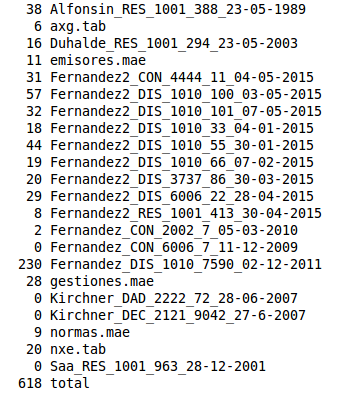 38 Alfonsin_RES_1001_388_23-05-1989
6 axg.tab
16 Duhalde_RES_1001_294_23-05-2003
11 emisores.mae
31 Fernandez2_CON_4444_11_04-05-2015
57 Fernandez2_DIS_1010_100_03-05-2015
32 Fernandez2_DIS_1010_101_07-05-2015
18 Fernandez2_DIS_1010_33_04-01-2015
44 Fernandez2_DIS_1010_55_30-01-2015
19 Fernandez2_DIS_1010_66_07-02-2015
20 Fernandez2_DIS_3737_86_30-03-2015
29 Fernandez2_DIS_6006_22_28-04-2015
8 Fernandez2_RES_1001_413_30-04-2015
2 Fernandez_CON_2002_7_05-03-2010
0 Fernandez_CON_6006_7_11-12-2009
230 Fernandez_DIS_1010_7590_02-12-2011
28 gestiones.mae
0 Kirchner_DAD_2222_72_28-06-2007
0 Kirchner_DEC_2121_9042_27-6-2007
9 normas.mae
20 nxe.tab
0 Saa_RES_1001_963_28-12-2001
618 total